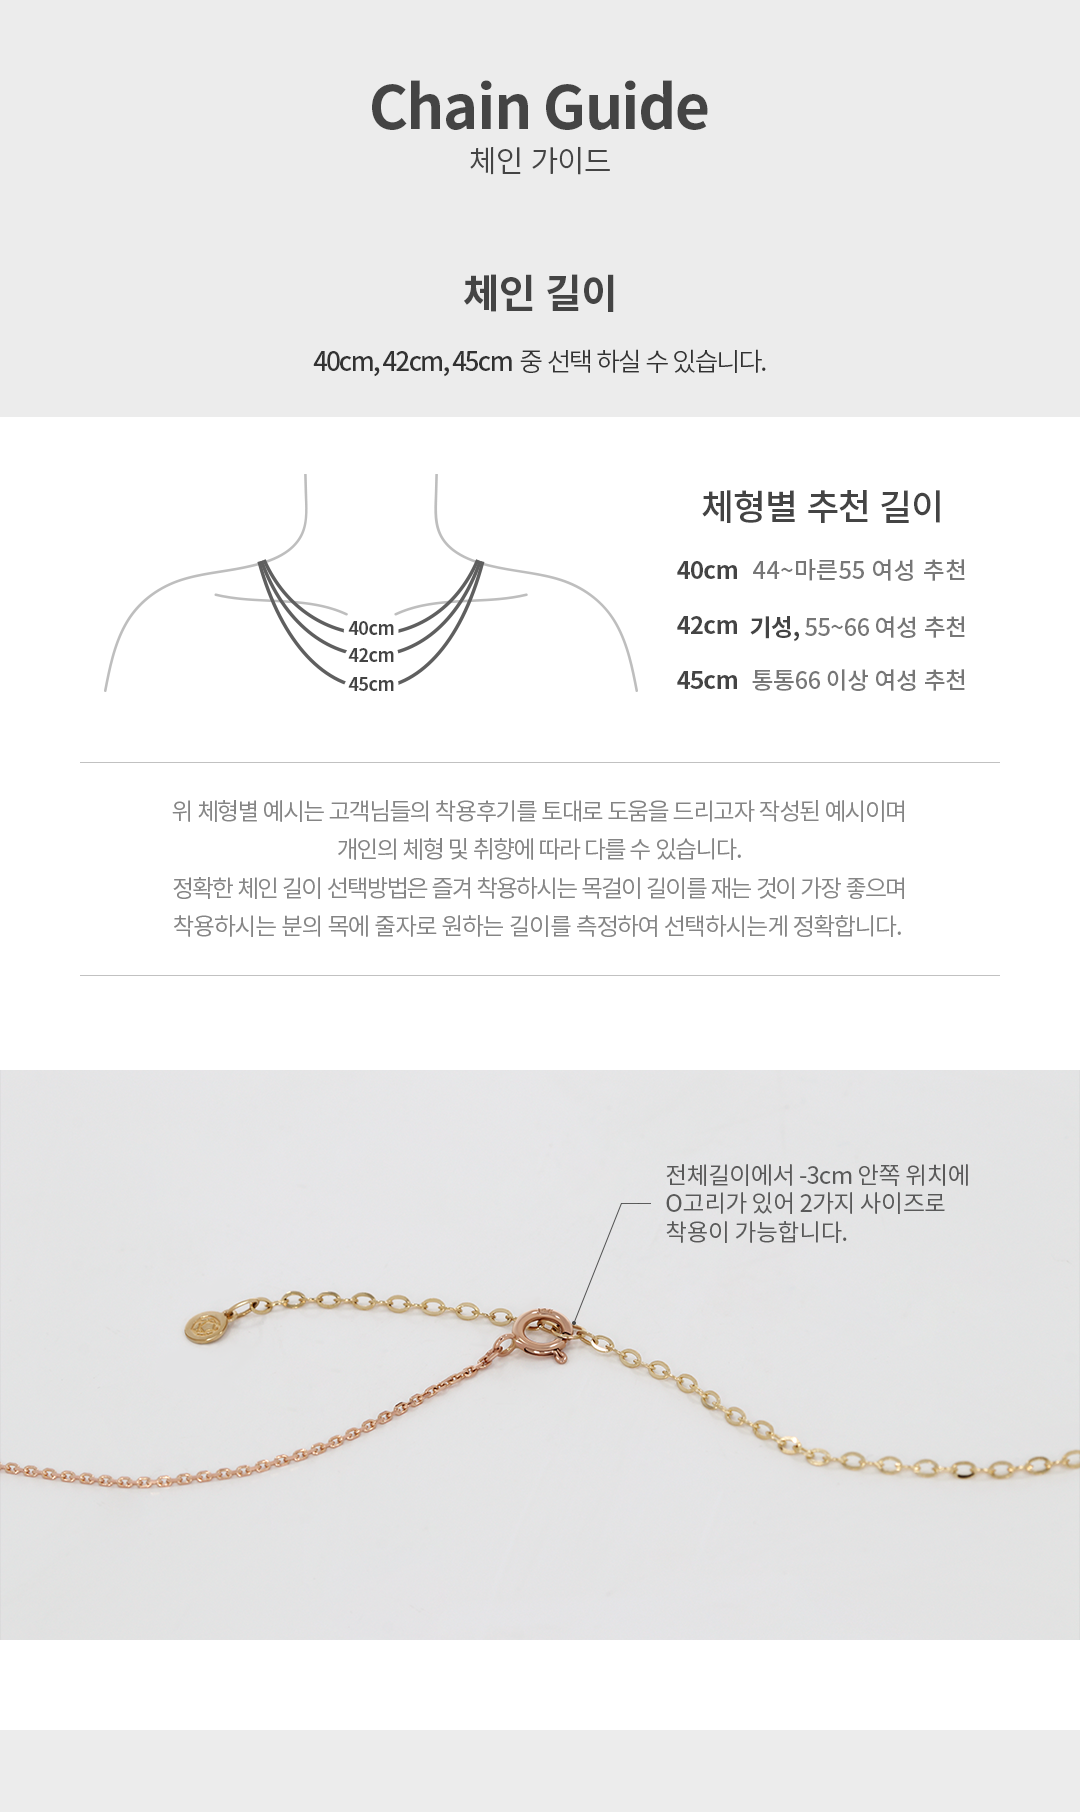 Chain Guide
체인 가이드
체인 길이
40cm, 42cm, 45cm 중 선택 하실 수 있습니다.
40cm
42cm
45cm
체형별 추천 길이
40cm 44~마른55 여성 추천
42cm 기성, 55~66 여성 추천
45cm 통통66 이상 여성 추천
위 체형별 예시는 고객님들의 착용후기를 토대로 도움을 드리고자 작성된 예시이며
개인의 체형 및 취향에 따라 다를 수 있습니다.
정확한 체인 길이 선택방법은 즐겨 착용하시는 목걸이 길이를 재는 것이 가장 좋으며
착용하시는 분의 목에 줄자로 원하는 길이를 측정하여 선택하시는게 정확합니다.
전체길이에서 -3cm 안쪽 위치에
O고리가 있어 2가지 사이즈로
착용이 가능합니다.